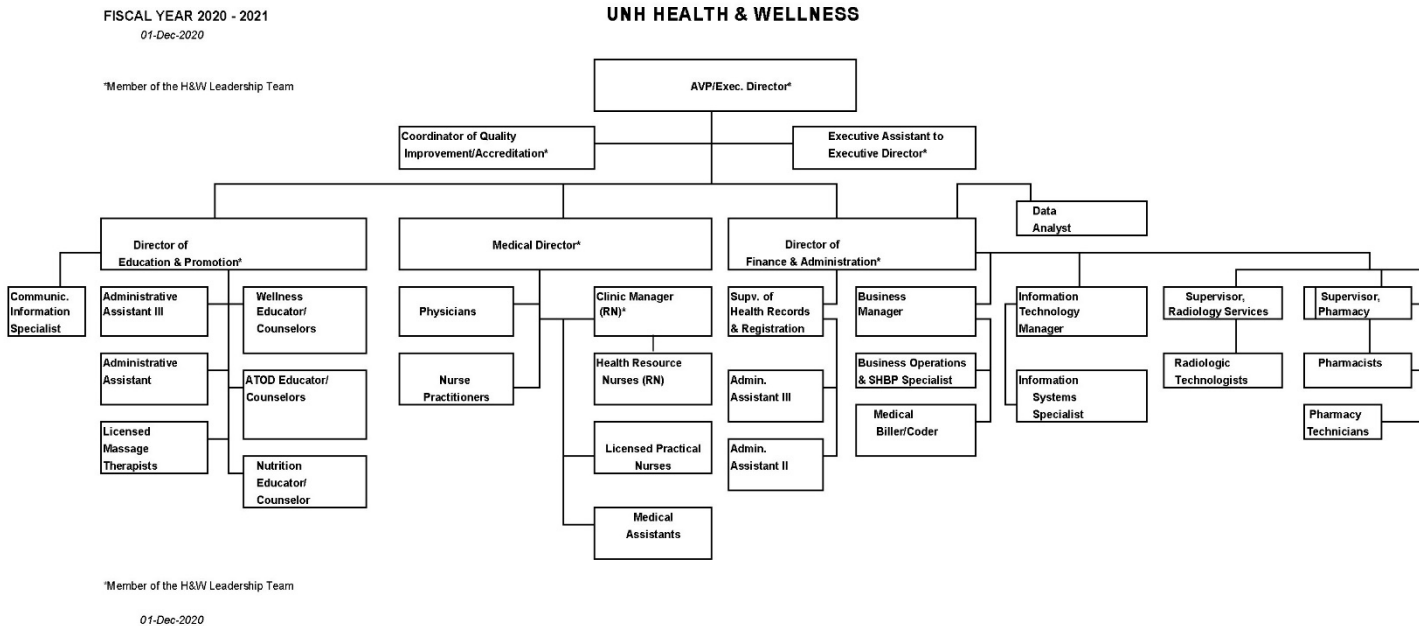 FISCAL YEAR 2020 - 2021
UNH HEALTH & WELLNESS
01-Dec-2020
*Member of the H&W Leadership Team
AVP/Exec. Director*
Coordinator of Quality
Improvement/Accreditation*
Executive Assistant to
Executive Director*
Data
Analyst
Director of
Education & Promotion*
Medical Director*
Director of
Finance & Administration*
Communic.
Information
Specialist
Administrative
Assistant III
Wellness
Educator/
Counselors
Physicians
Clinic Manager
(RN)*
Supv. of
Health Records
& Registration
Business
Manager
Information
Technology
Manager
Supervisor,
Radiology Services
Supervisor,
Pharmacy
Administrative
Assistant
ATOD Educator/
Counselors
Nurse
Practitioners
Health Resource
Nurses (RN)
Admin.
Assistant III
Business Operations
& SHBP Specialist
Information
Systems
Specialist
Radiologic
Technologists
Pharmacists
Licensed
Massage
Therapists
Nutrition
Educator/
Counselor
Licensed Practical
Nurses
Admin.
Assistant II
Medical
Biller/Coder
Pharmacy
Technicians
Medical
Assistants
*Member of the H&W Leadership Team
01-Dec-2020